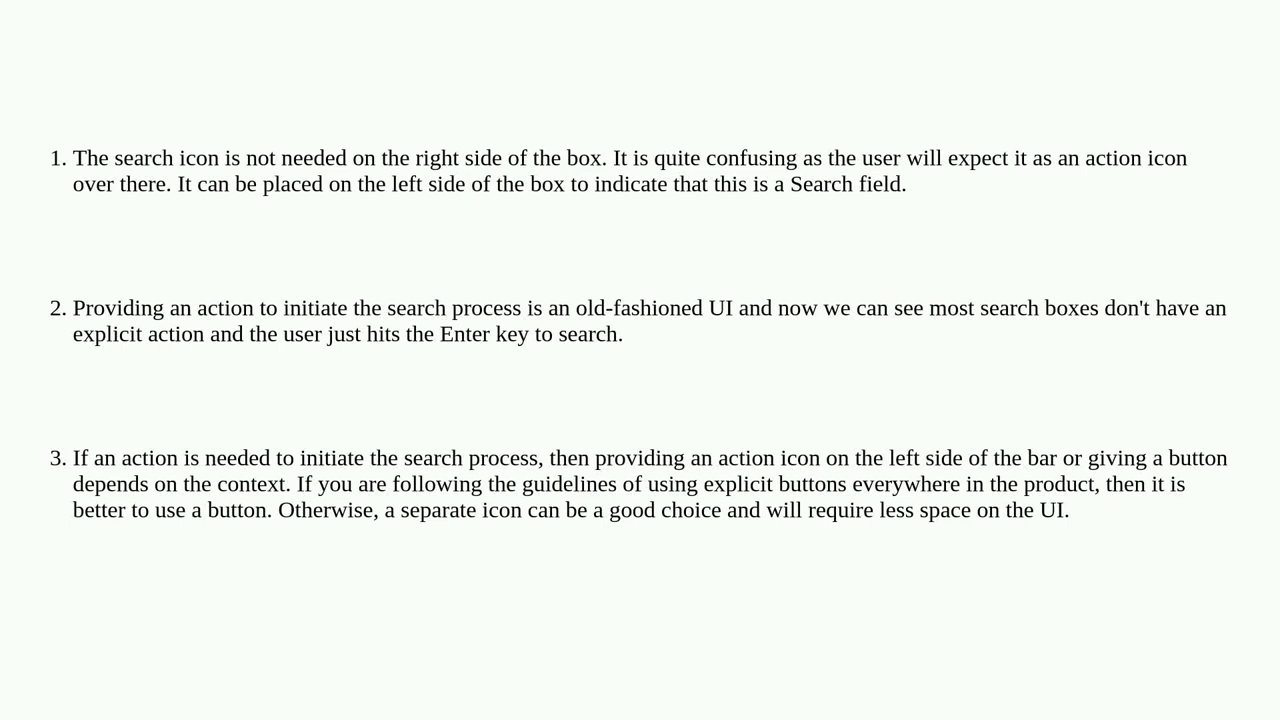 1. The search icon is not needed on the right side of the box. It is quite confusing as the user will expect it as an action icon
over there. It can be placed on the left side of the box to indicate that this is a Search field.
2. Providing an action to initiate the search process is an old-fashioned UI and now we can see most search boxes don't have an
explicit action and the user just hits the Enter key to search.
3. If an action is needed to initiate the search process, then providing an action icon on the left side of the bar or giving a button
depends on the context. If you are following the guidelines of using explicit buttons everywhere in the product, then it is
better to use a button. Otherwise, a separate icon can be a good choice and will require less space on the UI.